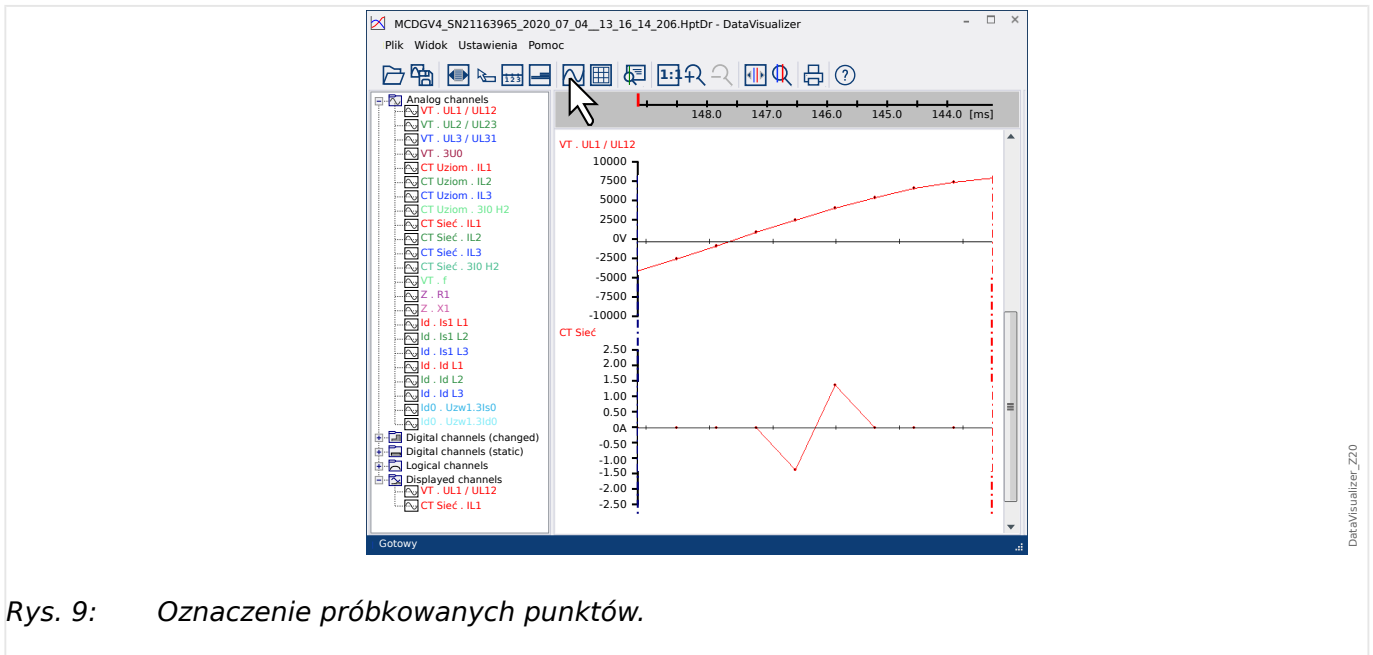 MCDGV4_SN21163965_2020_07_04__13_16_14_206.HptDr - DataVisualizer
Plik Widok Ustawienia Pomoc
1 2 3
1:1
Analog channels
VT . UL1 / UL12
VT . UL2 / UL23
VT . UL3 / UL31
VT . 3U0
CT Uziom . IL1
CT Uziom . IL2
CT Uziom . IL3
CT Uziom . 3I0 H2
CT Sieć . IL1
CT Sieć . IL2
CT Sieć . IL3
CT Sieć . 3I0 H2
VT . f
Z . R1
Z . X1
Id . Is1 L1
Id . Is1 L2
Id . Is1 L3
Id . Id L1
Id . Id L2
Id . Id L3
Id0 . Uzw1.3Is0
Id0 . Uzw1.3Id0
Digital channels (changed)
Digital channels (static)
Logical channels
Displayed channels
VT . UL1 / UL12
CT Sieć . IL1
148.0 147.0 146.0 145.0 144.0 [ms]
VT . UL1 / UL12
10000
7500
5000
2500
0V
-2500
-5000
-7500
-10000
CT Sieć
2.50
2.00
1.50
1.00
0.50
0A
-0.50
-1.00
-1.50
-2.00
-2.50
Gotowy
DataVisualizer_Z20
Rys. 9: Oznaczenie próbkowanych punktów.